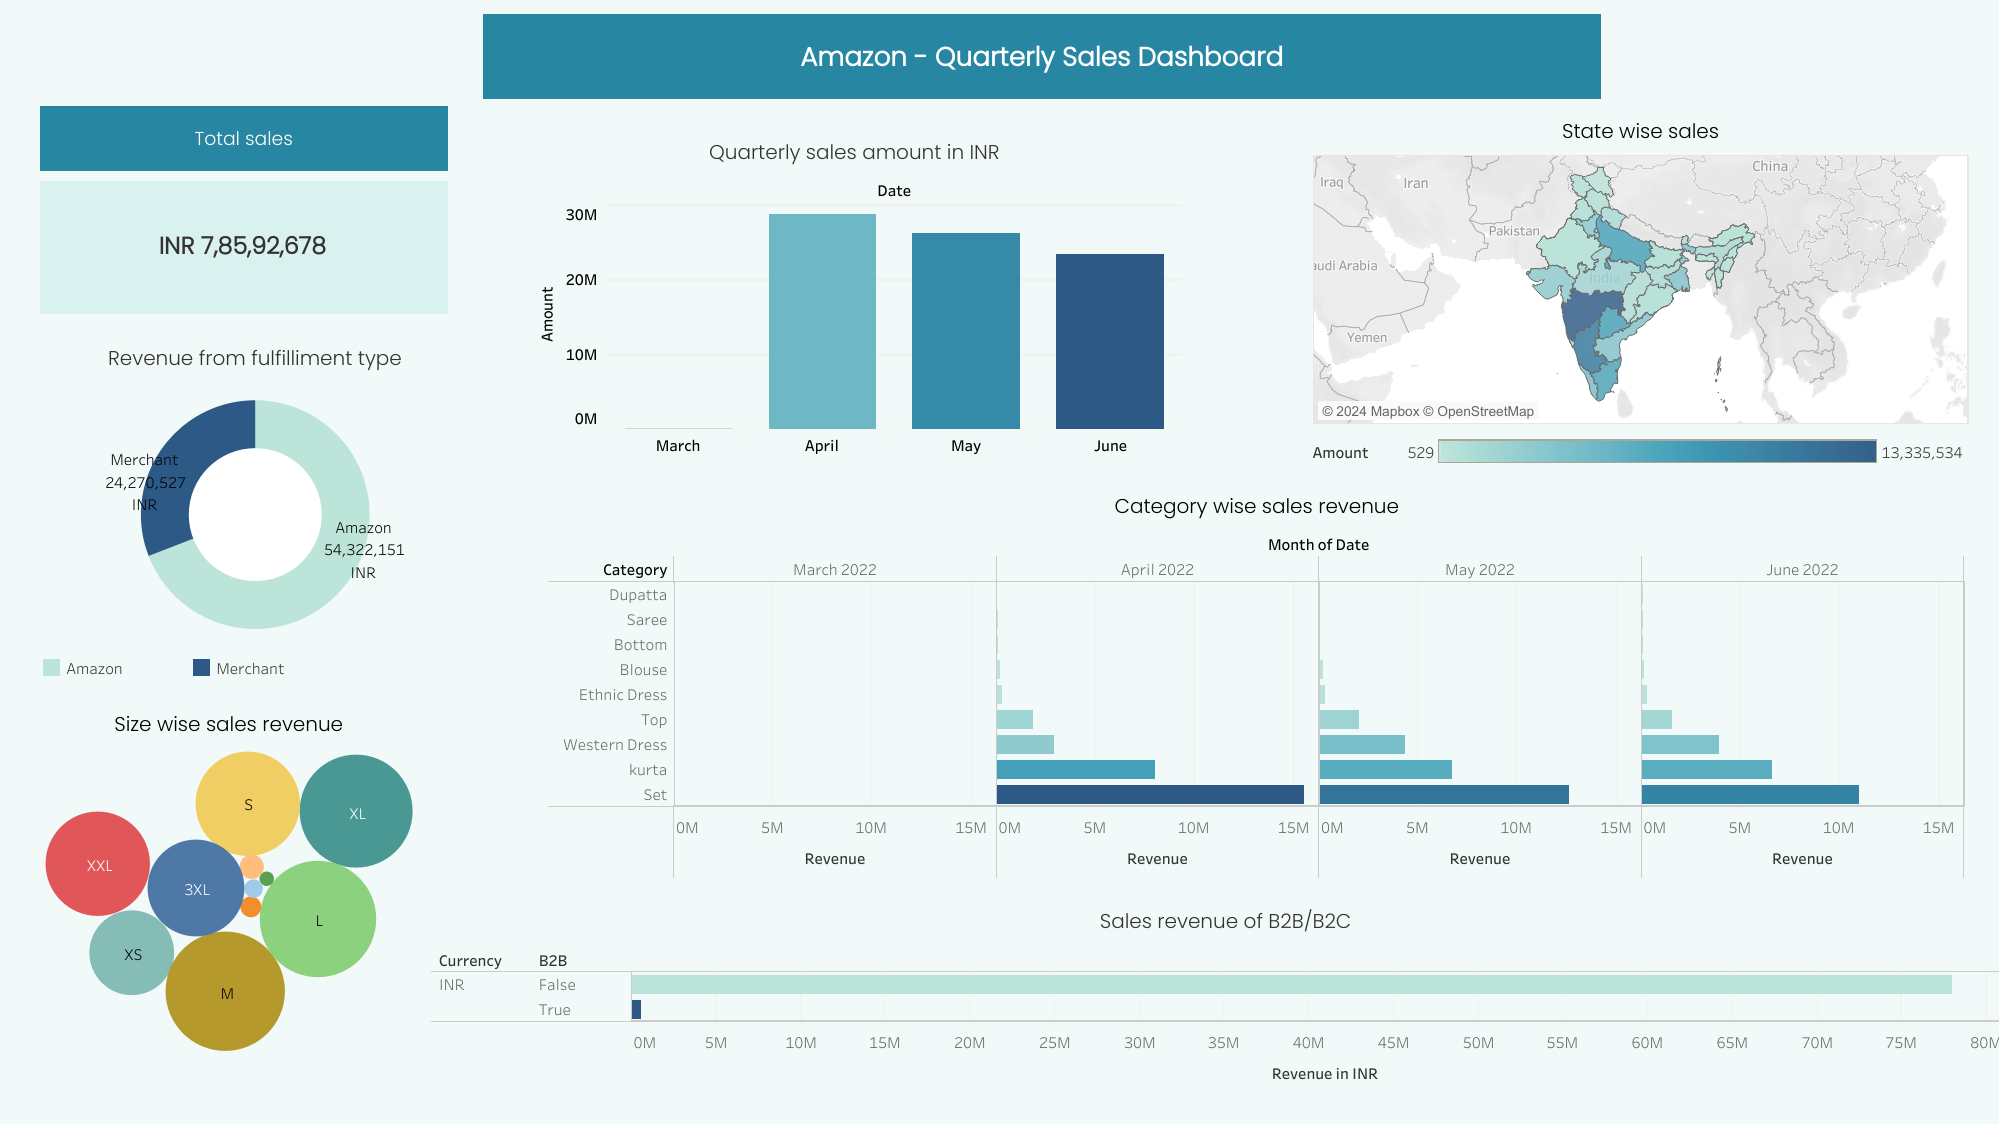 Amazon - Quarterly Sales Dashboard
Total sales
INR 7,85,92,678
Revenue from fulfilliment type
Merchant
24,270,527
INR
Amazon
54,322,151
INR
Amazon Merchant
Size wise sales revenue
S
XL
XXL
3XL
L
XS
M
Quarterly sales amount in INR
Date
Amount
30M
20M
10M
0M
March April May June
State wise sales
Iraq
Iran
China
Pakistan
audi Arabia
India
Yemen
© 2024 Mapbox © OpenStreetMap
Amount 529 13,335,534
Category wise sales revenue
Month of Date
Category March 2022 April 2022 May 2022 June 2022
Dupatta
Saree
Bottom
Blouse
Ethnic Dress
Top
Western Dress
kurta
Set
0M 5M 10M 15M 0M 5M 10M 15M 0M 5M 10M 15M 0M 5M 10M 15M
Revenue Revenue Revenue Revenue
Sales revenue of B2B/B2C
Currency B2B
INR False
True
0M 5M 10M 15M 20M 25M 30M 35M 40M 45M 50M 55M 60M 65M 70M 75M 80M
Revenue in INR